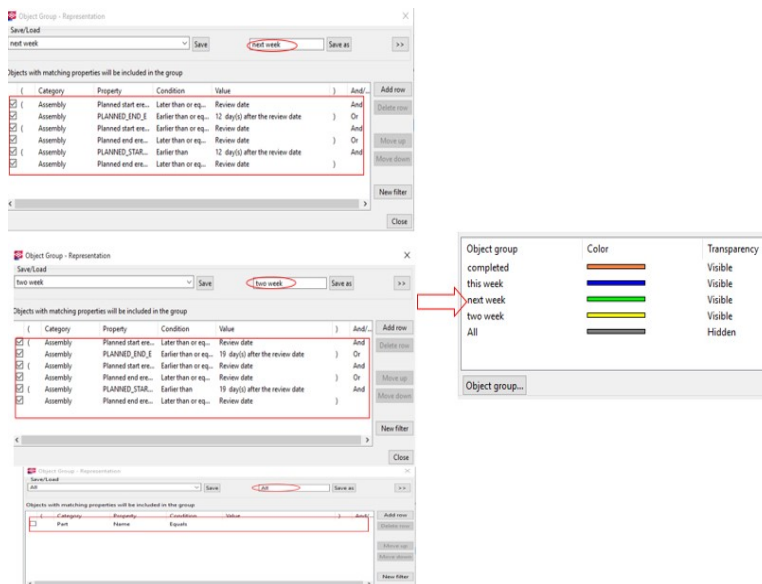 Object Group - Representation
Save/Load
next week Save next week Save as >>
Objects with matching properties will be included in the group
( Category Property Condition Value ) And/... Add row
( Assembly Planned start ere... Later than or eq... Review date And Delete row
Assembly PLANNED_END_E Earlier than or eq... 12 day(s) after the review date ) Or
( Assembly Planned start ere... Earlier than or eq... Review date And
Assembly Planned end ere... Later than or eq... Review date ) Or Move up
( Assembly PLANNED_STAR... Earlier than 12 day(s) after the review date And Move down
Assembly Planned end ere... Later than or eq... Review date )
New filter
Close
Object Group - Representation
Save/Load
two week Save two week Save as >>
Objects with matching properties will be included in the group
( Category Property Condition Value ) And/... Add row
( Assembly Planned start ere... Later than or eq... Review date And Delete row
Assembly PLANNED_END_E Earlier than or eq... 19 day(s) after the review date ) Or
( Assembly Planned start ere... Earlier than or eq... Review date And
Assembly Planned end ere... Later than or eq... Review date ) Or Move up
( Assembly PLANNED_STAR... Earlier than 19 day(s) after the review date And Move down
Assembly Planned end ere... Later than or eq... Review date )
New filter
Close
Object Group - Representation
Save/Load
All Save All Save as >>
Objects with matching properties will be included in the group
( Category Property Condition Value ) And/ Add row
Part Name Equals Delete row
Move up
Move down
New filter
Object group Color Transparency
completed Visible
this week Visible
next week Visible
two week Visible
All Hidden
Object group...